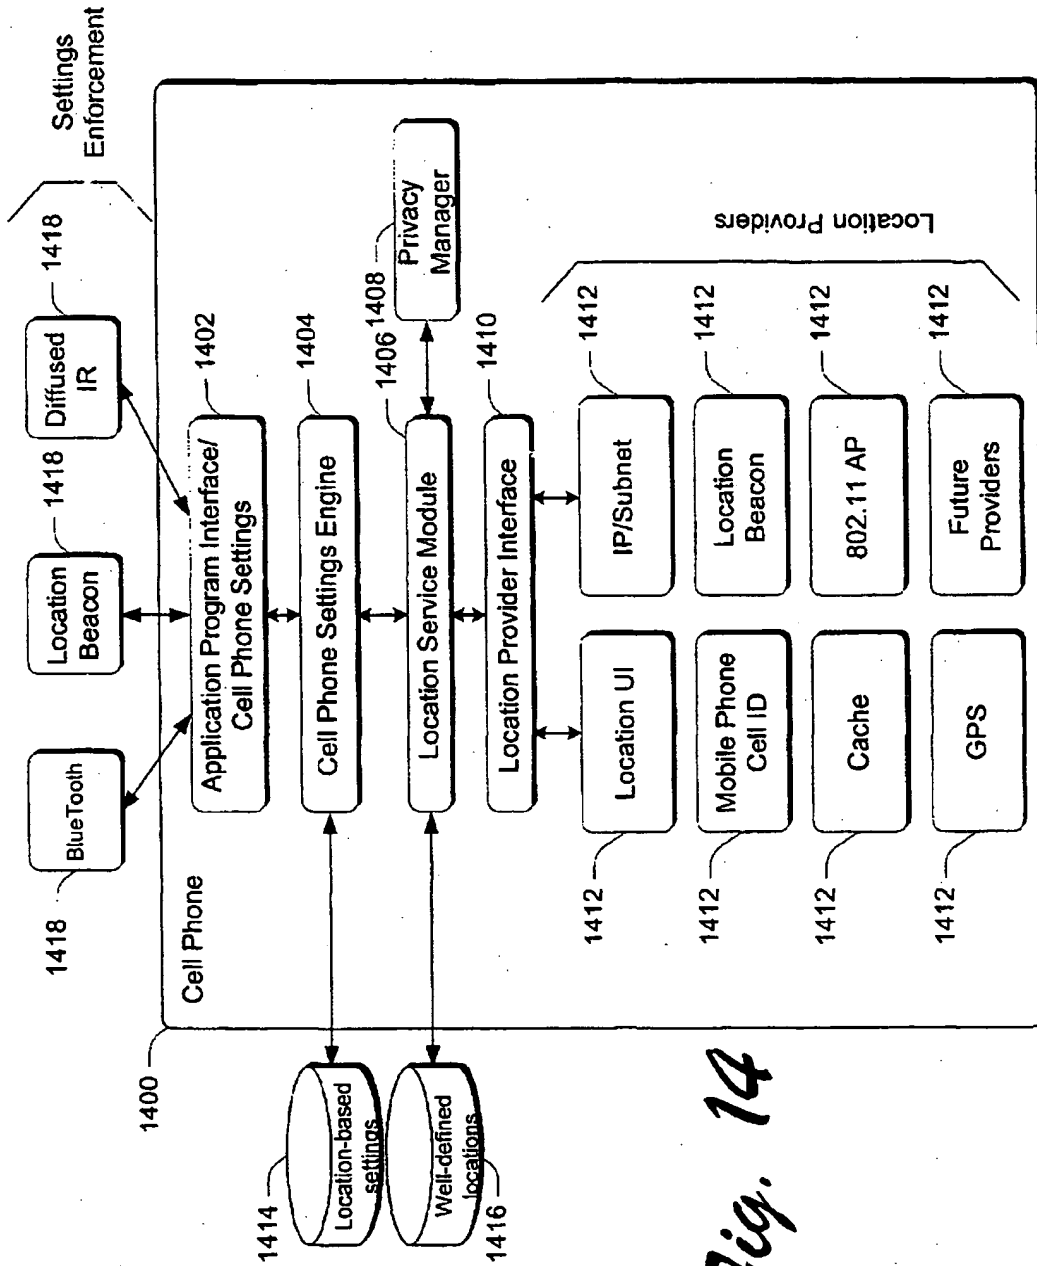 Settings
Enforcement
BlueTooth
1418
Location
Beacon
1418
Diffused
IR
1418
1400
Cell Phone
Application Program Interface/
Cell Phone Settings
1402
Cell Phone Settings Engine
1404
1414
Location-based
settings
Location Service Module
1406
1408
Privacy
Manager
Well-defined
locations
1416
Location Provider Interface
1410
Location Providers
1412
Location UI
IP/Subnet
1412
1412
Mobile Phone
Cell ID
Location
Beacon
1412
1412
Cache
802.11 AP
1412
1412
GPS
Future
Providers
1412
Fig. 14